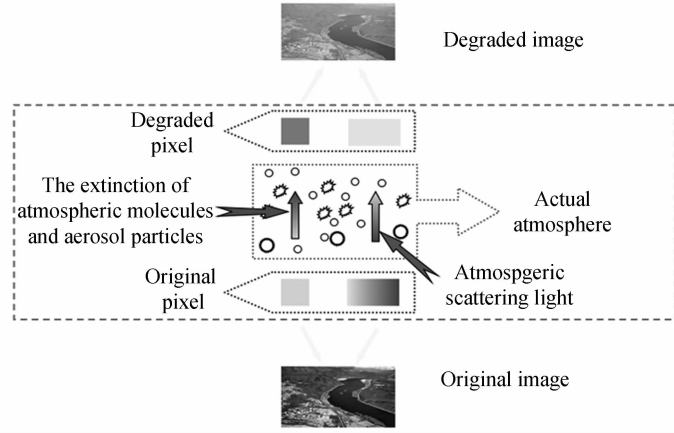 Degraded image
Degraded
pixel
The extinction of
atmospheric molecules
and aerosol particles
Actual
atmosphere
Original
pixel
Atmospgeric
scattering light
Original image